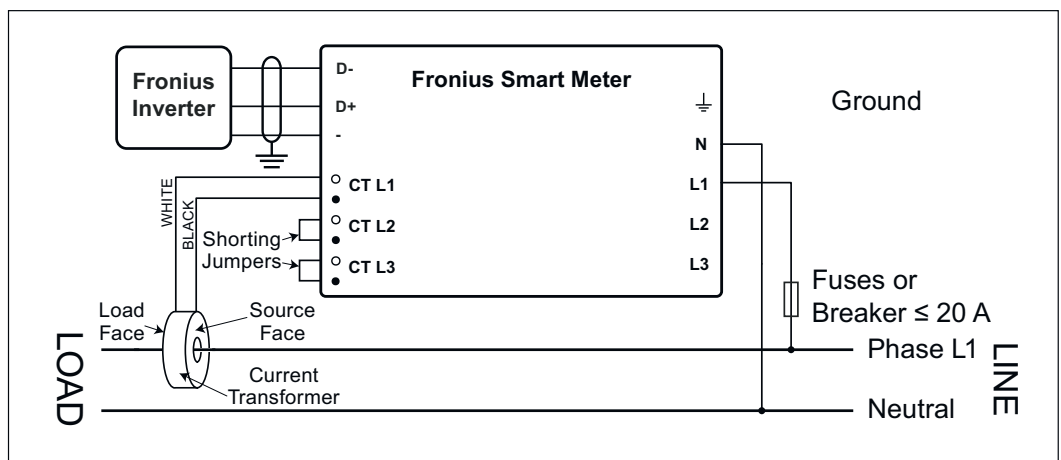 Fronius
Inverter
D-
D+
-
Fronius Smart Meter
N
L1
L2
L3
Ground
WHITE
BLACK
CT L1
CT L2
CT L3
Shorting
Jumpers
Load
Face
Source
Face
Current
Transformer
Fuses or
Breaker ≤ 20 A
LOAD
Phase L1
Neutral
LINE